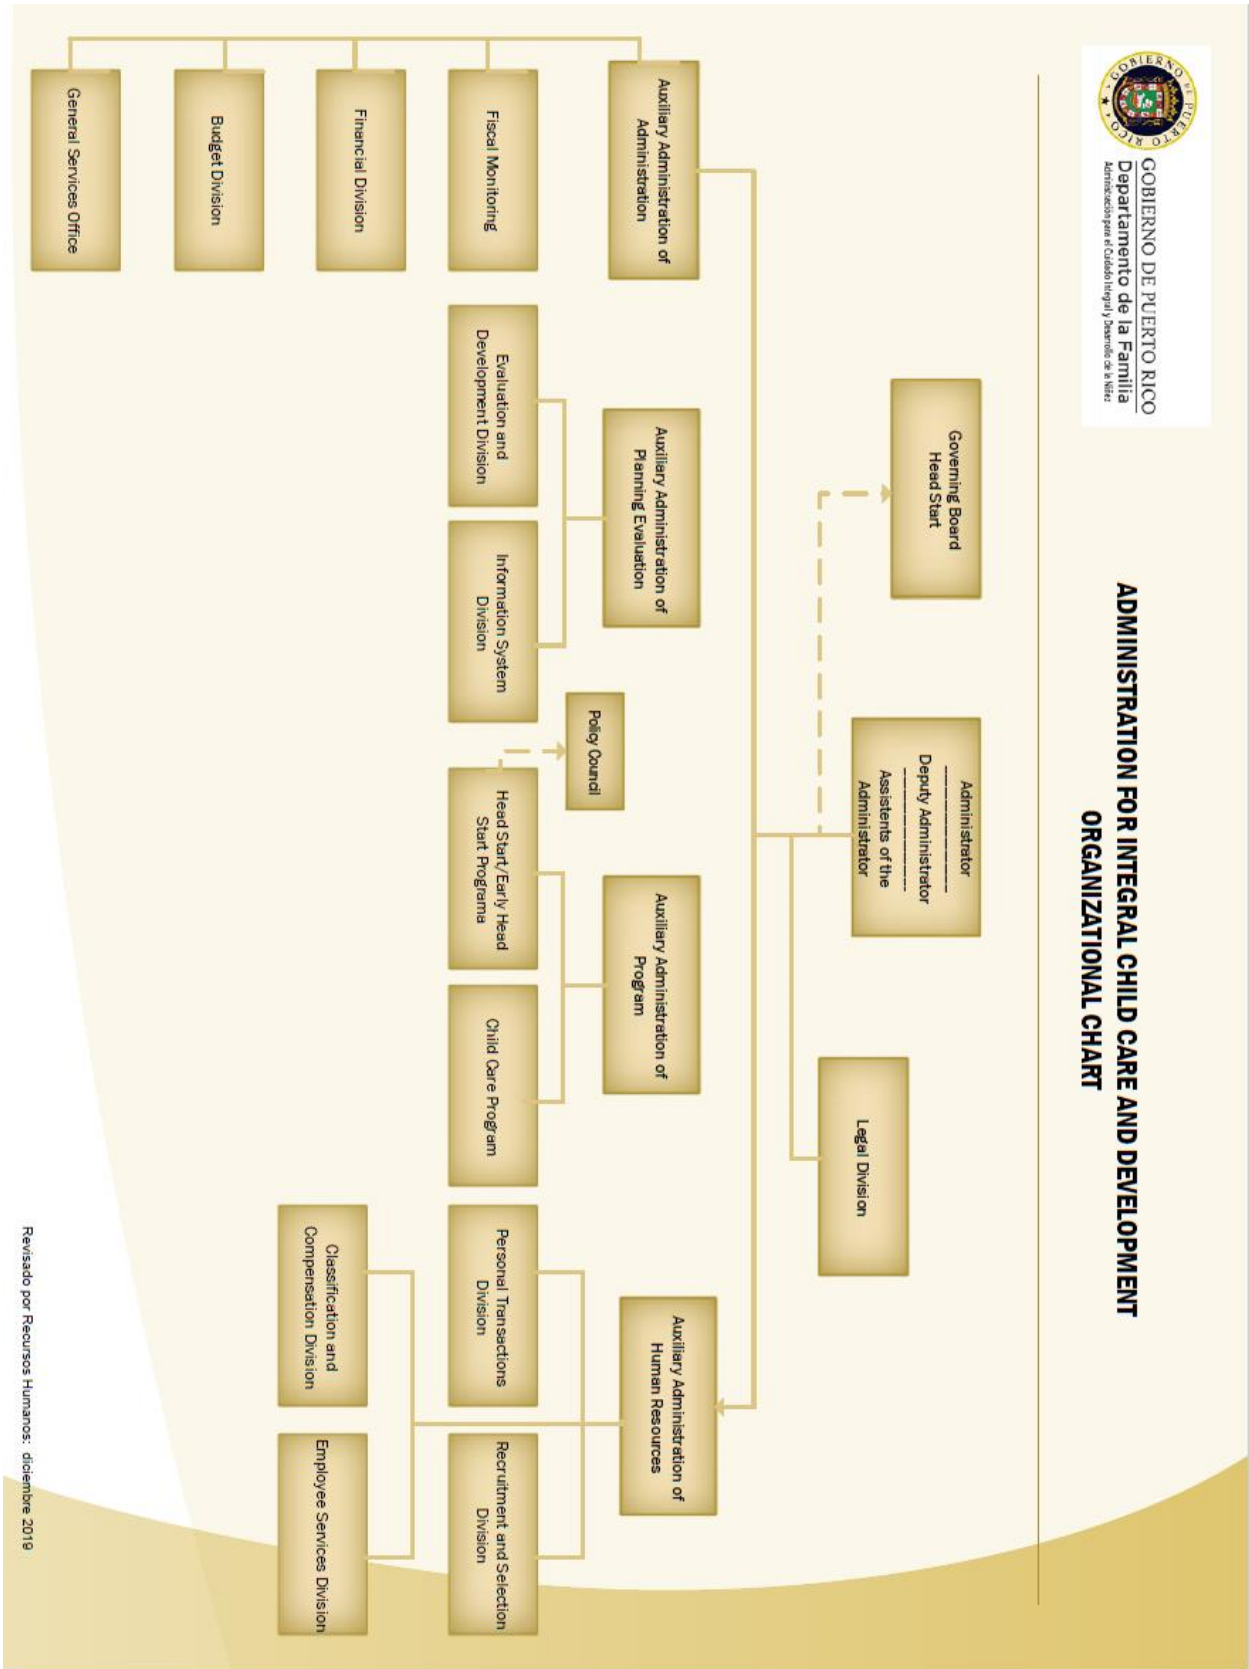 GOBIERNO DE PUERTO RICO
GOBIERNO DE PUERTO RICO
Departamento de la Familia
Administración para el Cuidado Integral y Desarrollo de la Niñez
ADMINISTRATION FOR INTEGRAL CHILD CARE AND DEVELOPMENT
ORGANIZATIONAL CHART
Governing Board
Head Start
Administrator
Deputy Administrator
Assistents of the
Administrator
Legal Division
Auxiliary Administration of
Administration
Auxiliary Administration of
Planning Evaluation
Auxiliary Administration of
Program
Auxiliary Administration of
Human Resources
Policy Council
Fiscal Monitoring
Evaluation and
Development Division
Information System
Division
Head Start/Early Head
Start Programa
Child Care Program
Personal Transactions
Division
Recruitment and Selection
Division
Financial Division
Classification and
Compensation Division
Employee Services Division
Budget Division
General Services Office
Revisado por Recursos Humanos: diciembre 2019